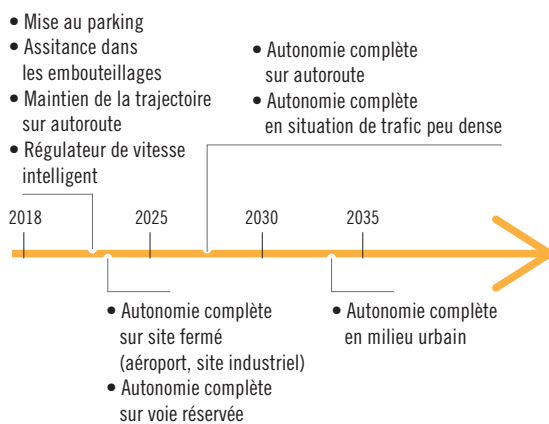 • Mise au parking
• Assitance dans
les embouteillages
• Maintien de la trajectoire
sur autoroute
• Régulateur de vitesse
intelligent
• Autonomie complète
sur autoroute
• Autonomie complète
en situation de trafic peu dense
2018
2025
2030
2035
• Autonomie complète
sur site fermé
(aéroport, site industriel)
• Autonomie complète
sur voie réservée
• Autonomie complète
en milieu urbain